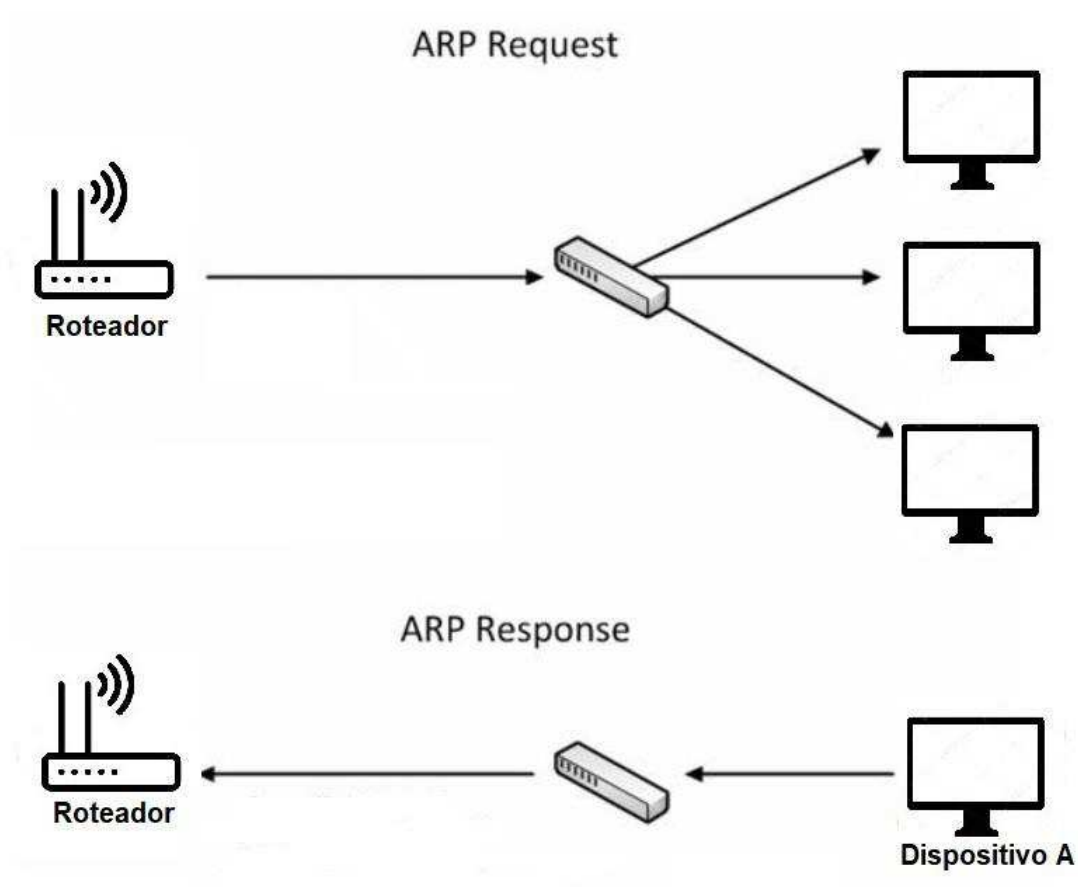 ARP Request
Roteador
ARP Response
Roteador
Dispositivo A